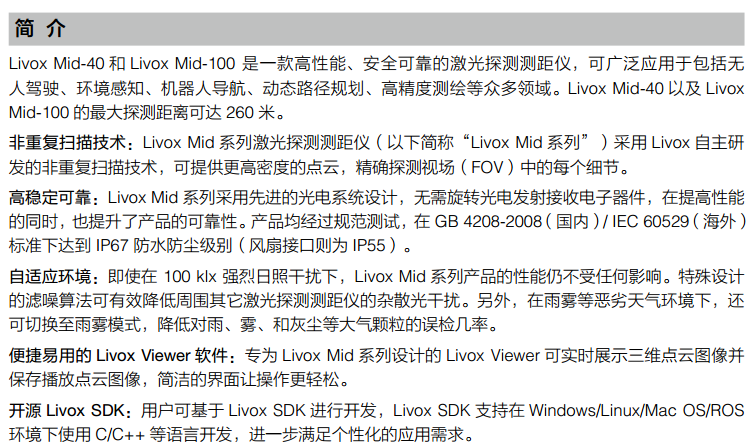 简 介
Livox Mid-40 和 Livox Mid-100 是一款高性能、安全可靠的激光探测测距仪，可广泛应用于包括无
人驾驶、环境感知、机器人导航、动态路径规划、高精度测绘等众多领域。Livox Mid-40 以及 Livox
Mid-100 的最大探测距离可达 260 米。
非重复扫描技术：Livox Mid 系列激光探测测距仪（以下简称“Livox Mid 系列”）采用 Livox 自主研
发的非重复扫描技术，可提供更高密度的点云，精确探测视场（FOV）中的每个细节。
高稳定可靠：Livox Mid 系列采用先进的光电系统设计，无需旋转光电发射接收电子器件，在提高性能
的同时，也提升了产品的可靠性。产品均经过规范测试，在 GB 4208-2008（国内）/ IEC 60529（海外）
标准下达到 IP67 防水防尘级别（风扇接口则为 IP55）。
自适应环境：即使在 100 klx 强烈日照干扰下，Livox Mid 系列产品的性能仍不受任何影响。特殊设计
的滤噪算法可有效降低周围其它激光探测测距仪的杂散光干扰。另外，在雨雾等恶劣天气环境下，还
可切换至雨雾模式，降低对雨、雾、和灰尘等大气颗粒的误检几率。
便捷易用的 Livox Viewer 软件：专为 Livox Mid 系列设计的 Livox Viewer 可实时展示三维点云图像并
保存播放点云图像，简洁的界面让操作更轻松。
开源 Livox SDK：用户可基于 Livox SDK 进行开发，Livox SDK 支持在 Windows/Linux/Mac OS/ROS
环境下使用 C/C++ 等语言开发，进一步满足个性化的应用需求。